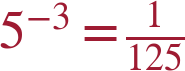 5⁻³ = 1/125